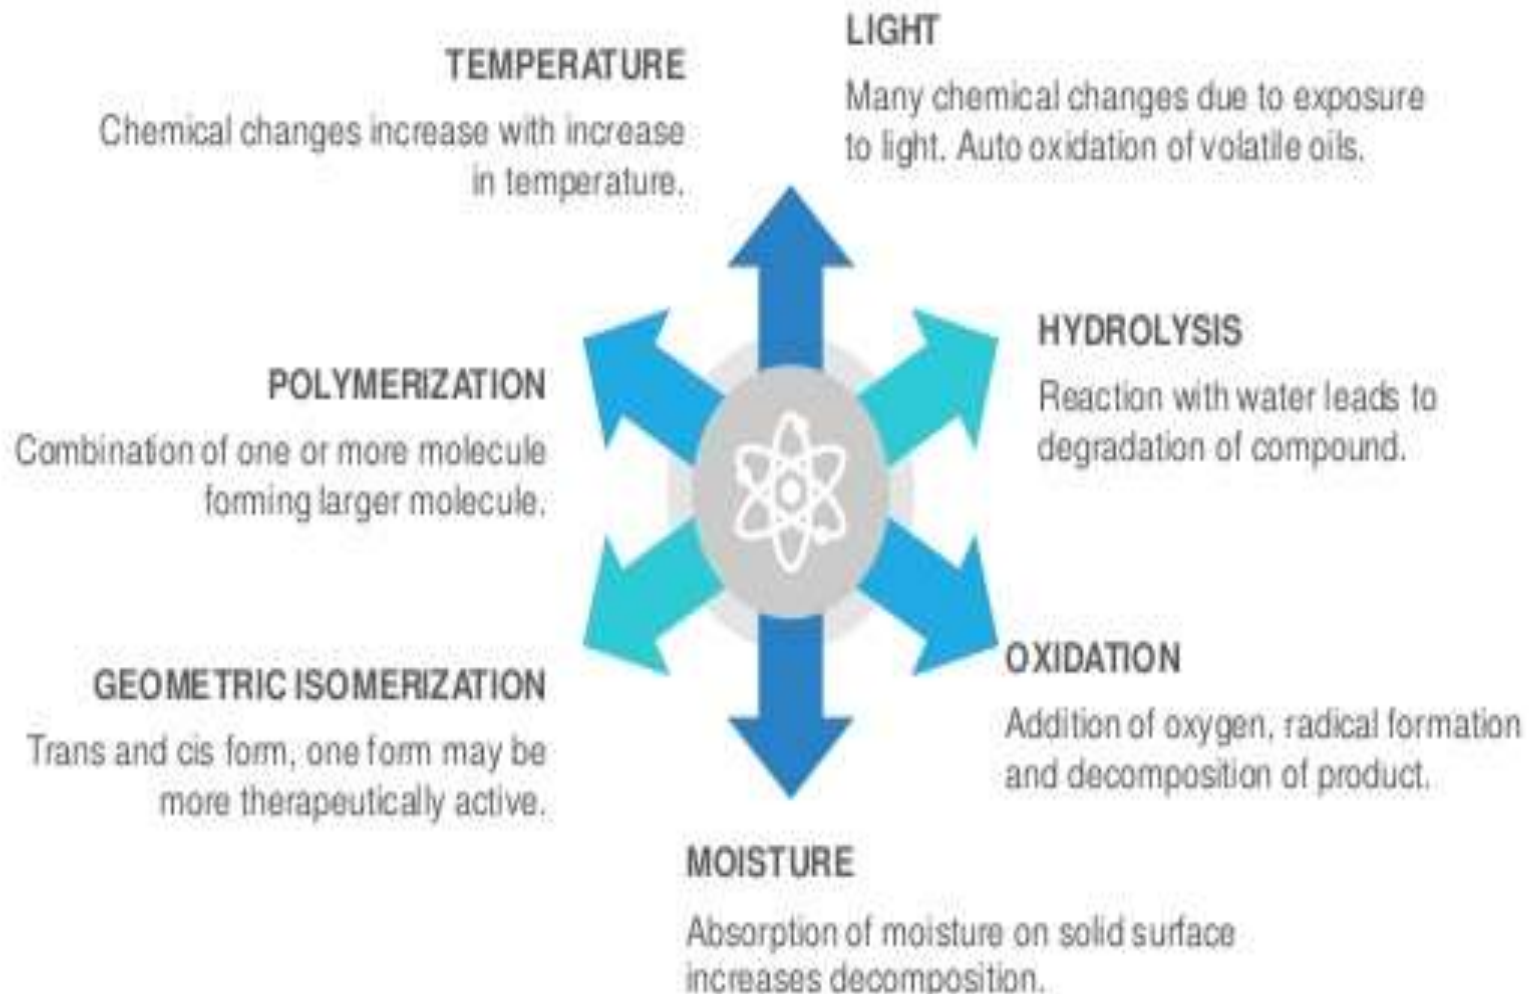 TEMPERATURE
Chemical changes increase with increase
in temperature.
LIGHT
Many chemical changes due to exposure
to light. Auto oxidation of volatile oils.
POLYMERIZATION
Combination of one or more molecule
forming larger molecule.
HYDROLYSIS
Reaction with water leads to
degradation of compound.
GEOMETRIC ISOMERIZATION
Trans and cis form, one form may be
more therapeutically active.
OXIDATION
Addition of oxygen, radical formation
and decomposition of product.
MOISTURE
Absorption of moisture on solid surface
increases decomposition.